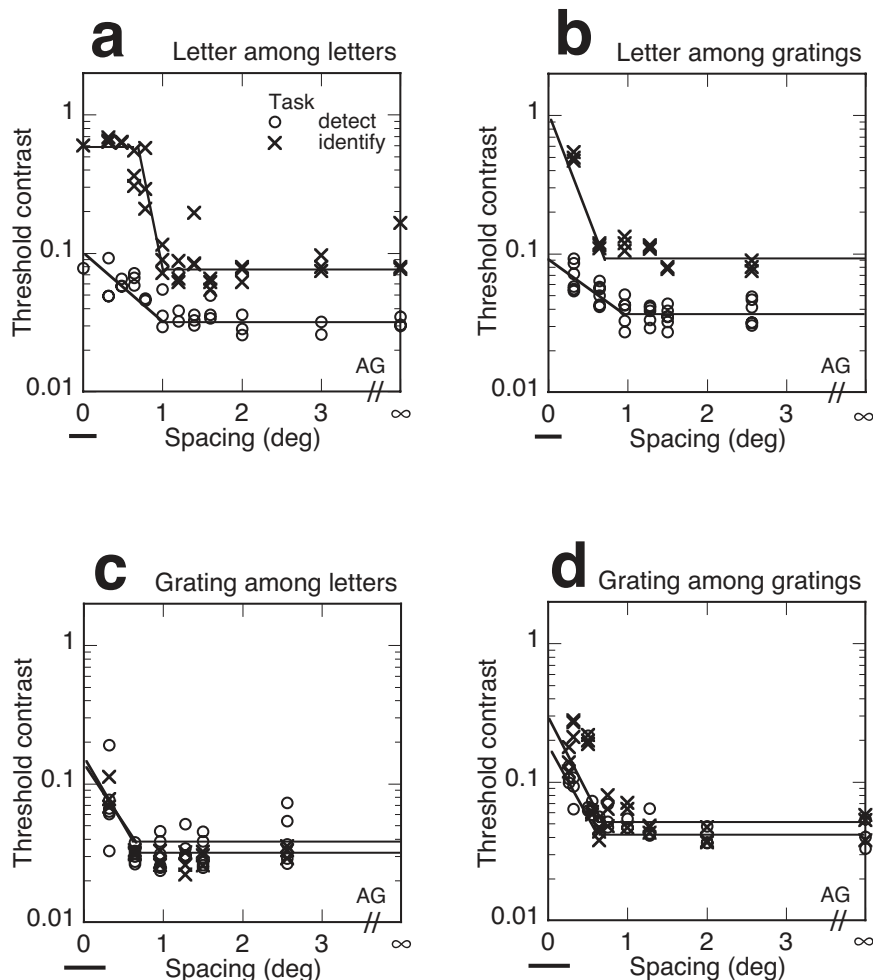 a Letter among letters
1
0.1
0.01
Threshold contrast
Task
detect
identify
AG
//
0 1 2 3 ∞
Spacing (deg)
b Letter among gratings
1
0.1
0.01
Threshold contrast
AG
//
0 1 2 3 ∞
Spacing (deg)
c Grating among letters
1
0.1
0.01
Threshold contrast
AG
//
0 1 2 3 ∞
Spacing (deg)
d Grating among gratings
1
0.1
0.01
Threshold contrast
AG
//
0 1 2 3 ∞
Spacing (deg)